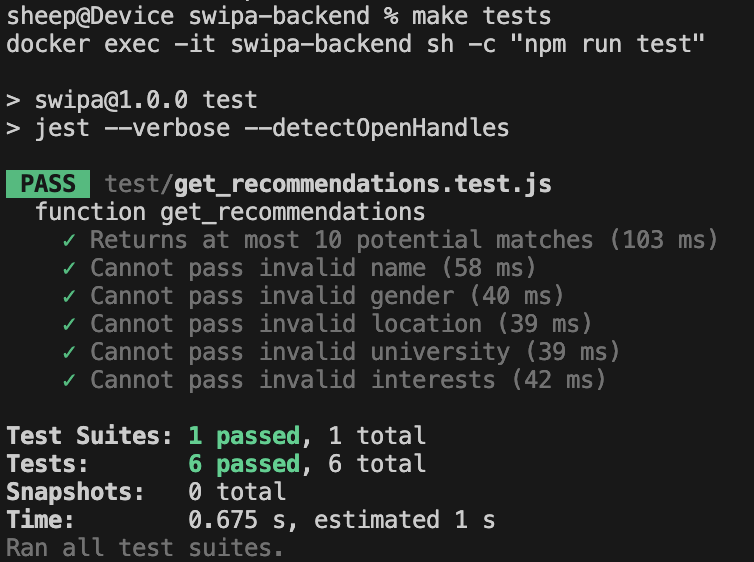 sheep@Device swipa-backend % make tests
docker exec -it swipa-backend sh -c "npm run test"
> swipa@1.0.0 test
> jest --verbose --detectOpenHandles
PASS test/get_recommendations.test.js
function get_recommendations
✓ Returns at most 10 potential matches (103 ms)
✓ Cannot pass invalid name (58 ms)
✓ Cannot pass invalid gender (40 ms)
✓ Cannot pass invalid location (39 ms)
✓ Cannot pass invalid university (39 ms)
✓ Cannot pass invalid interests (42 ms)
Test Suites: 1 passed, 1 total
Tests: 6 passed, 6 total
Snapshots: 0 total
Time: 0.675 s, estimated 1 s
Ran all test suites.